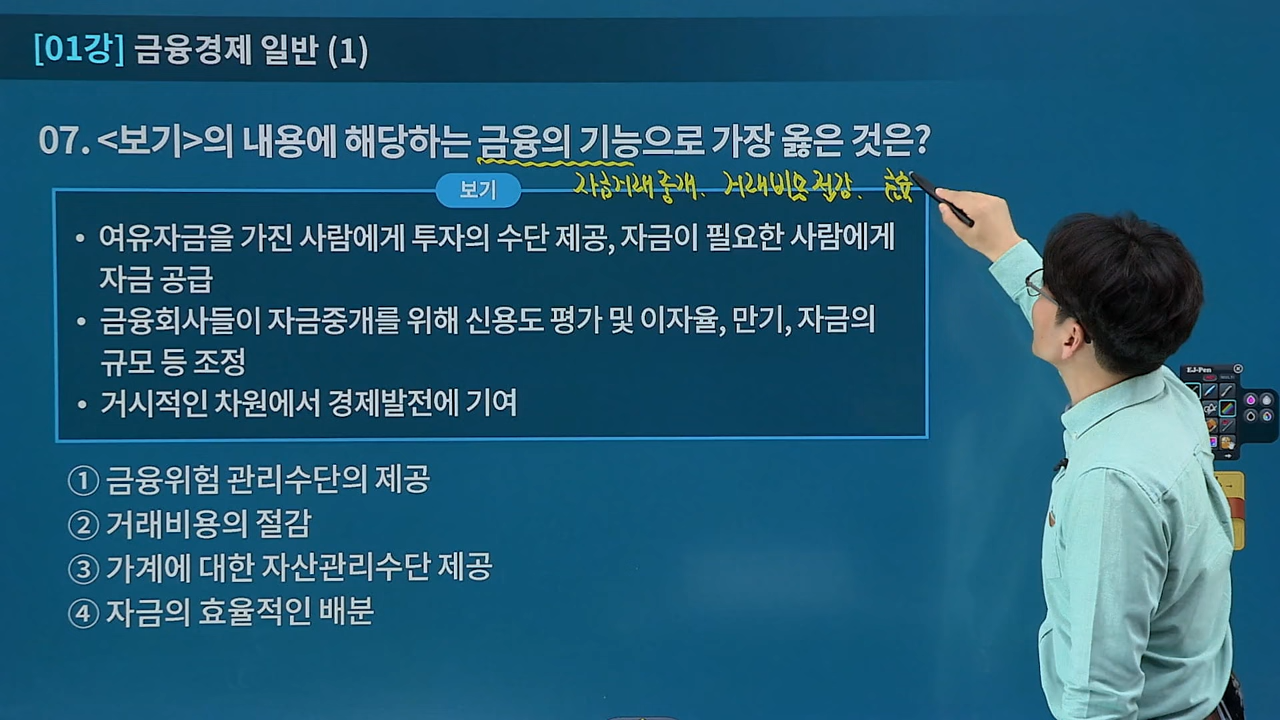 [01강] 금융경제 일반 (1)
07. <보기>의 내용에 해당하는 금융의 기능으로 가장 옳은 것은?
보기
자금거래 중개. 거래비용 절감.
• 여유자금을 가진 사람에게 투자의 수단 제공, 자금이 필요한 사람에게
자금 공급
• 금융회사들이 자금중개를 위해 신용도 평가 및 이자율, 만기, 자금의
규모 등 조정
• 거시적인 차원에서 경제발전에 기여
① 금융위험 관리수단의 제공
② 거래비용의 절감
③ 가계에 대한 자산관리수단 제공
④ 자금의 효율적인 배분
EJ-Pen